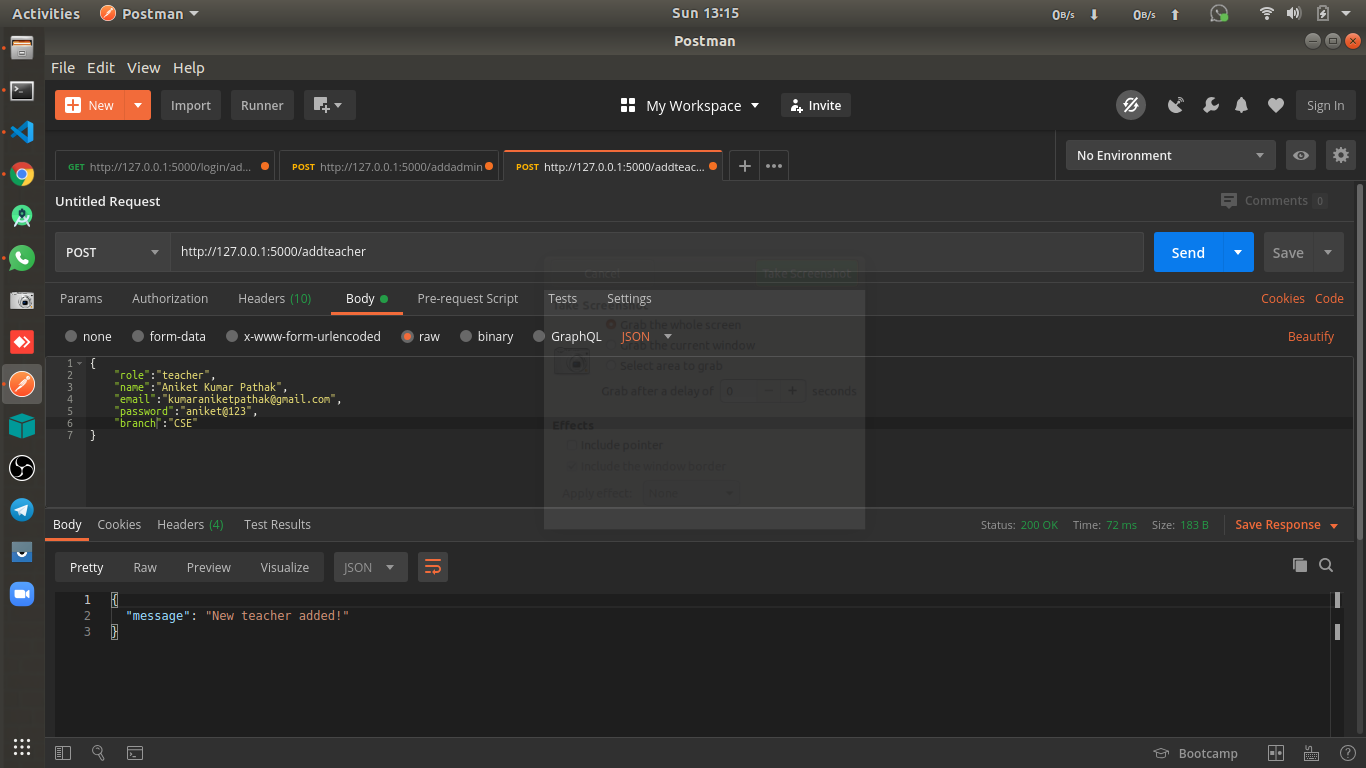 Activities Postman Sun 13:15 0B/s 0B/s
Postman
File Edit View Help
New Import Runner My Workspace Invite Sign In
GET http://127.0.0.1:5000/login/ad... POST http://127.0.0.1:5000/addadmin POST http://127.0.0.1:5000/addteac... No Environment
Untitled Request Comments 0
POST http://127.0.0.1:5000/addteacher Send Save
Cancel Take Screenshot
Params Authorization Headers (10) Body Pre-request Script Tests Settings Cookies Code
Take Screenshot
Grab the whole screen
none form-data x-www-form-urlencoded raw binary GraphQL JSON Beautify
Grab the current window
Select area to grab
Grab after a delay of 0 − + seconds
Effects
Include pointer
Include the window border
Apply effect: None
1 {
2 "role":"teacher",
3 "name":"Aniket Kumar Pathak",
4 "email":"kumaraniketpathak@gmail.com",
5 "password":"aniket@123",
6 "branch":"CSE"
7 }
Body Cookies Headers (4) Test Results Status: 200 OK Time: 72 ms Size: 183 B Save Response
Pretty Raw Preview Visualize JSON
1 {
2 "message": "New teacher added!"
3 }
Bootcamp